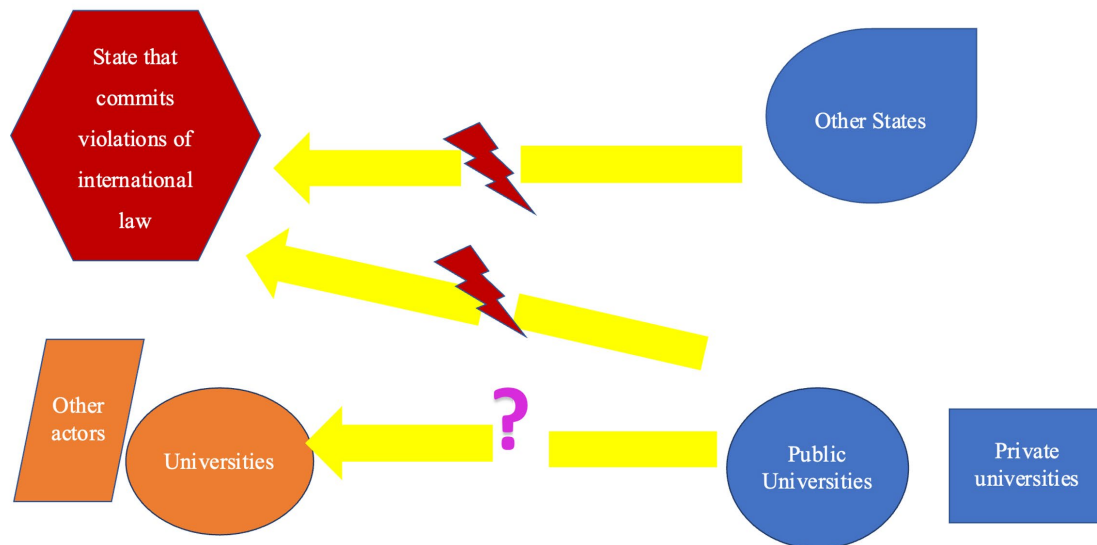 State that
commits
violations of
international
law
Other States
Other
actors
Universities
?
Public
Universities
Private
universities